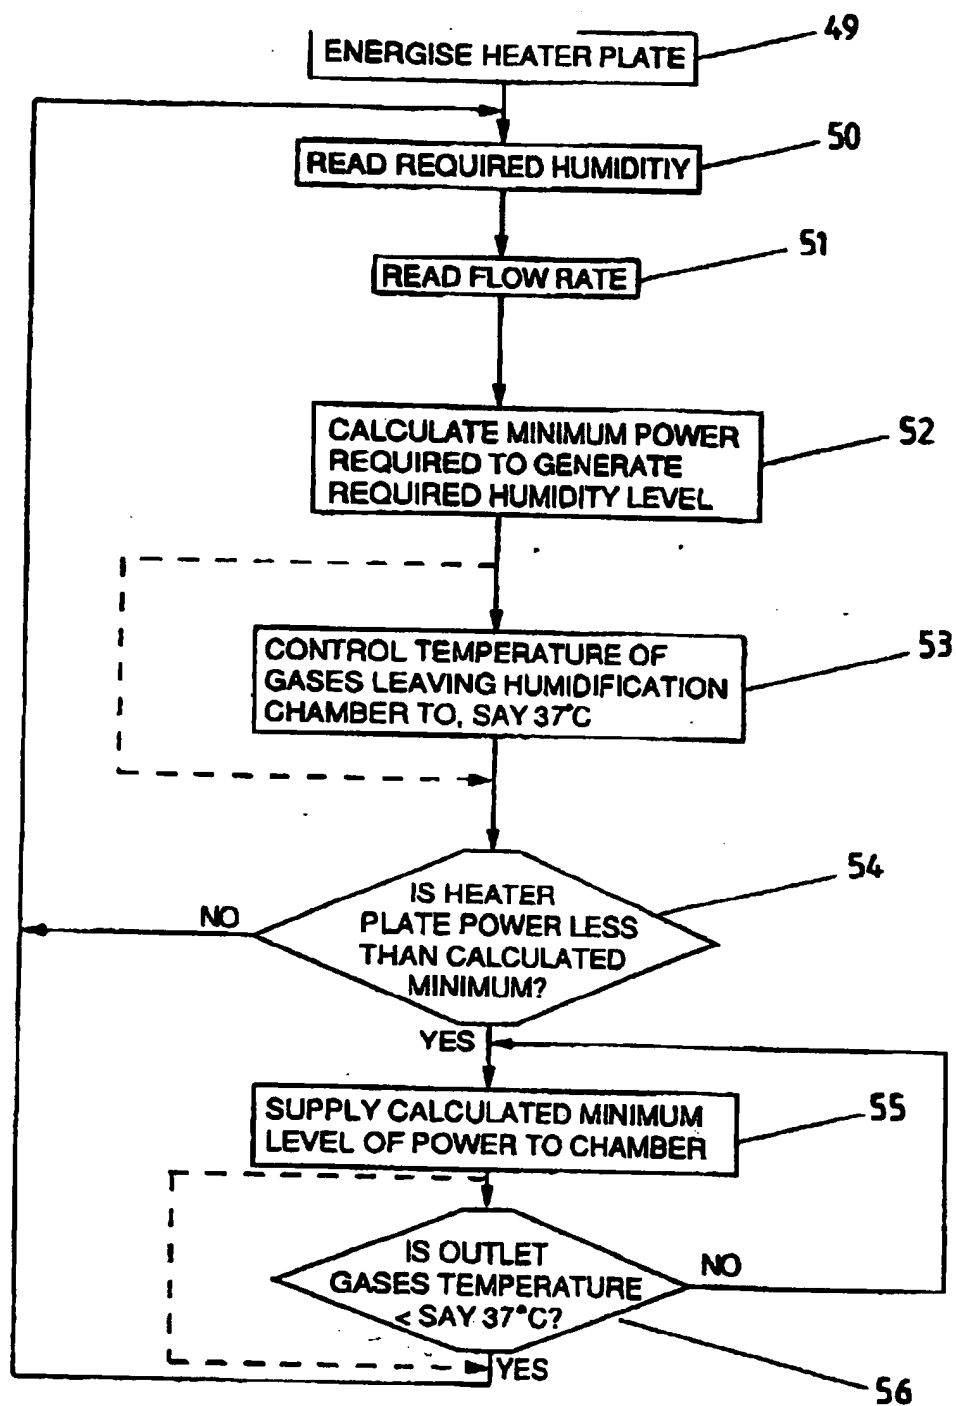 49
ENERGISE HEATER PLATE
50
READ REQUIRED HUMIDITIY
51
READ FLOW RATE
52
CALCULATE MINIMUM POWER
REQUIRED TO GENERATE
REQUIRED HUMIDITY LEVEL
53
CONTROL TEMPERATURE OF
GASES LEAVING HUMIDIFICATION
CHAMBER TO, SAY 37°C
54
IS HEATER
PLATE POWER LESS
THAN CALCULATED
MINIMUM?
NO
YES
55
SUPPLY CALCULATED MINIMUM
LEVEL OF POWER TO CHAMBER
IS OUTLET
GASES TEMPERATURE
< SAY 37°C?
NO
YES
56